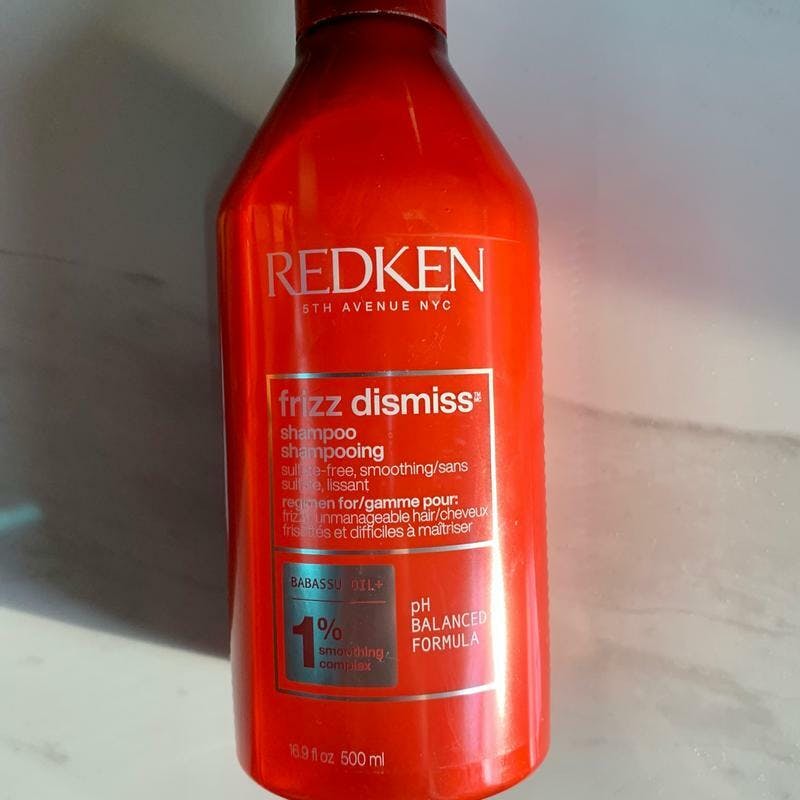 REDKEN
5TH AVENUE NYC
frizz dismiss™ MC
shampoo
shampooing
sulfate-free, smoothing/sans
sulfate, lissant
regimen for/gamme pour:
frizzy unmanageable hair/cheveux
frisottés et difficiles à maîtriser
BABASSU OIL+
1%
smoothing
complex
pH
BALANCED
FORMULA
16.9 fl oz 500 ml